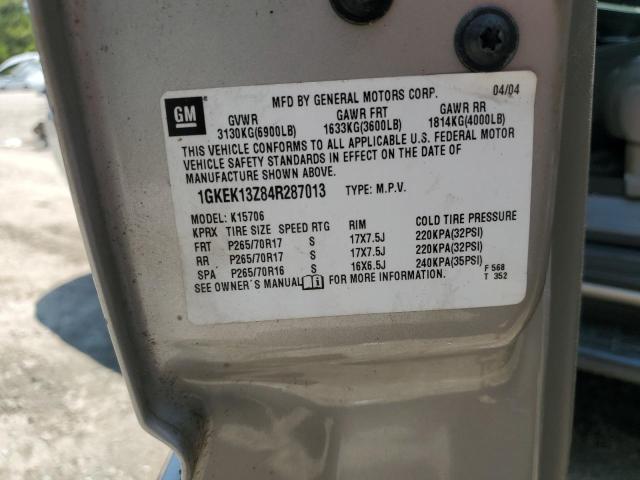 MFD BY GENERAL MOTORS CORP. 04/04
GM GVWR GAWR FRT GAWR RR
3130KG(6900LB) 1633KG(3600LB) 1814KG(4000LB)
THIS VEHICLE CONFORMS TO ALL APPLICABLE U.S. FEDERAL MOTOR
VEHICLE SAFETY STANDARDS IN EFFECT ON THE DATE OF
MANUFACTURE SHOWN ABOVE.
1GKEK13Z84R287013 TYPE: M.P.V.
MODEL: K15706
KPRX TIRE SIZE SPEED RTG RIM COLD TIRE PRESSURE
FRT P265/70R17 S 17X7.5J 220KPA(32PSI)
RR P265/70R17 S 17X7.5J 220KPA(32PSI)
SPA P265/70R16 S 16X6.5J 240KPA(35PSI) F 568
SEE OWNER'S MANUAL FOR MORE INFORMATION. T 352